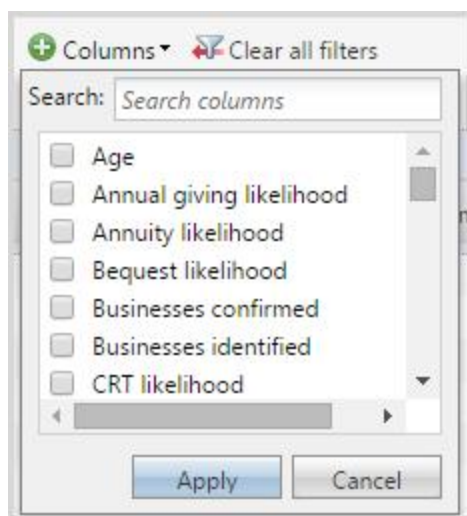 Columns Clear all filters
Search: Search columns
Age
Annual giving likelihood
Annuity likelihood
Bequest likelihood
Businesses confirmed
Businesses identified
CRT likelihood
Apply Cancel